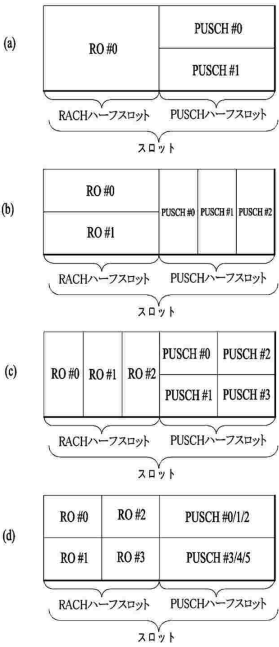 (a)
RO #0
PUSCH #0
PUSCH #1
RACHハーフスロット
PUSCHハーフスロット
スロット
(b)
RO #0
RO #1
PUSCH #0
PUSCH #1
PUSCH #2
RACHハーフスロット
PUSCHハーフスロット
スロット
(c)
RO #0
RO #1
RO #2
PUSCH #0
PUSCH #2
PUSCH #1
PUSCH #3
RACHハーフスロット
PUSCHハーフスロット
スロット
(d)
RO #0
RO #2
PUSCH #0/1/2
RO #1
RO #3
PUSCH #3/4/5
RACHハーフスロット
PUSCHハーフスロット
スロット